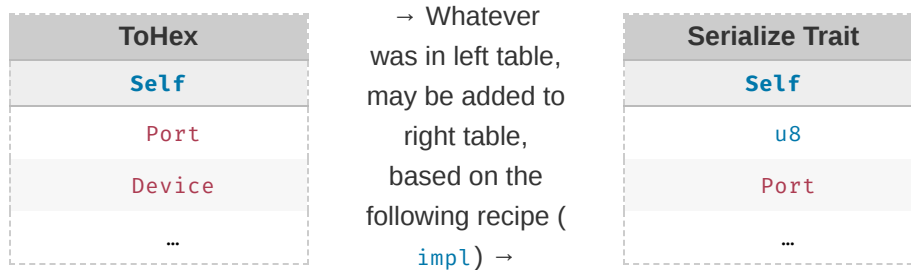 ToHex
Self
Port
Device
…
→ Whatever
was in left table,
may be added to
right table,
based on the
following recipe (
impl) →
Serialize Trait
Self
u8
Port
…